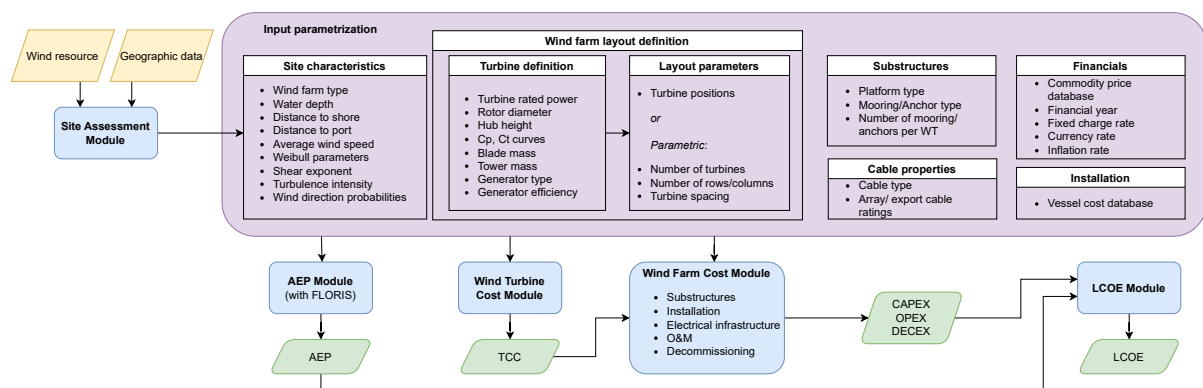 Input parametrization
Wind resource
Geographic data
Site Assessment
Module
Site characteristics
• Wind farm type
• Water depth
• Distance to shore
• Distance to port
• Average wind speed
• Weibull parameters
• Shear exponent
• Turbulence intensity
• Wind direction probabilities
Wind farm layout definition
Turbine definition
• Turbine rated power
• Rotor diameter
• Hub height
• Cp, Ct curves
• Blade mass
• Tower mass
• Generator type
• Generator efficiency
Layout parameters
• Turbine positions
or
Parametric:
• Number of turbines
• Number of rows/columns
• Turbine spacing
Substructures
• Platform type
• Mooring/Anchor type
• Number of mooring/
anchors per WT
Cable properties
• Cable type
• Array/ export cable
ratings
Financials
• Commodity price
database
• Financial year
• Fixed charge rate
• Currency rate
• Inflation rate
Installation
• Vessel cost database
AEP Module
(with FLORIS)
AEP
Wind Turbine
Cost Module
TCC
Wind Farm Cost Module
• Substructures
• Installation
• Electrical infrastructure
• O&M
• Decommissioning
CAPEX
OPEX
DECEX
LCOE Module
LCOE